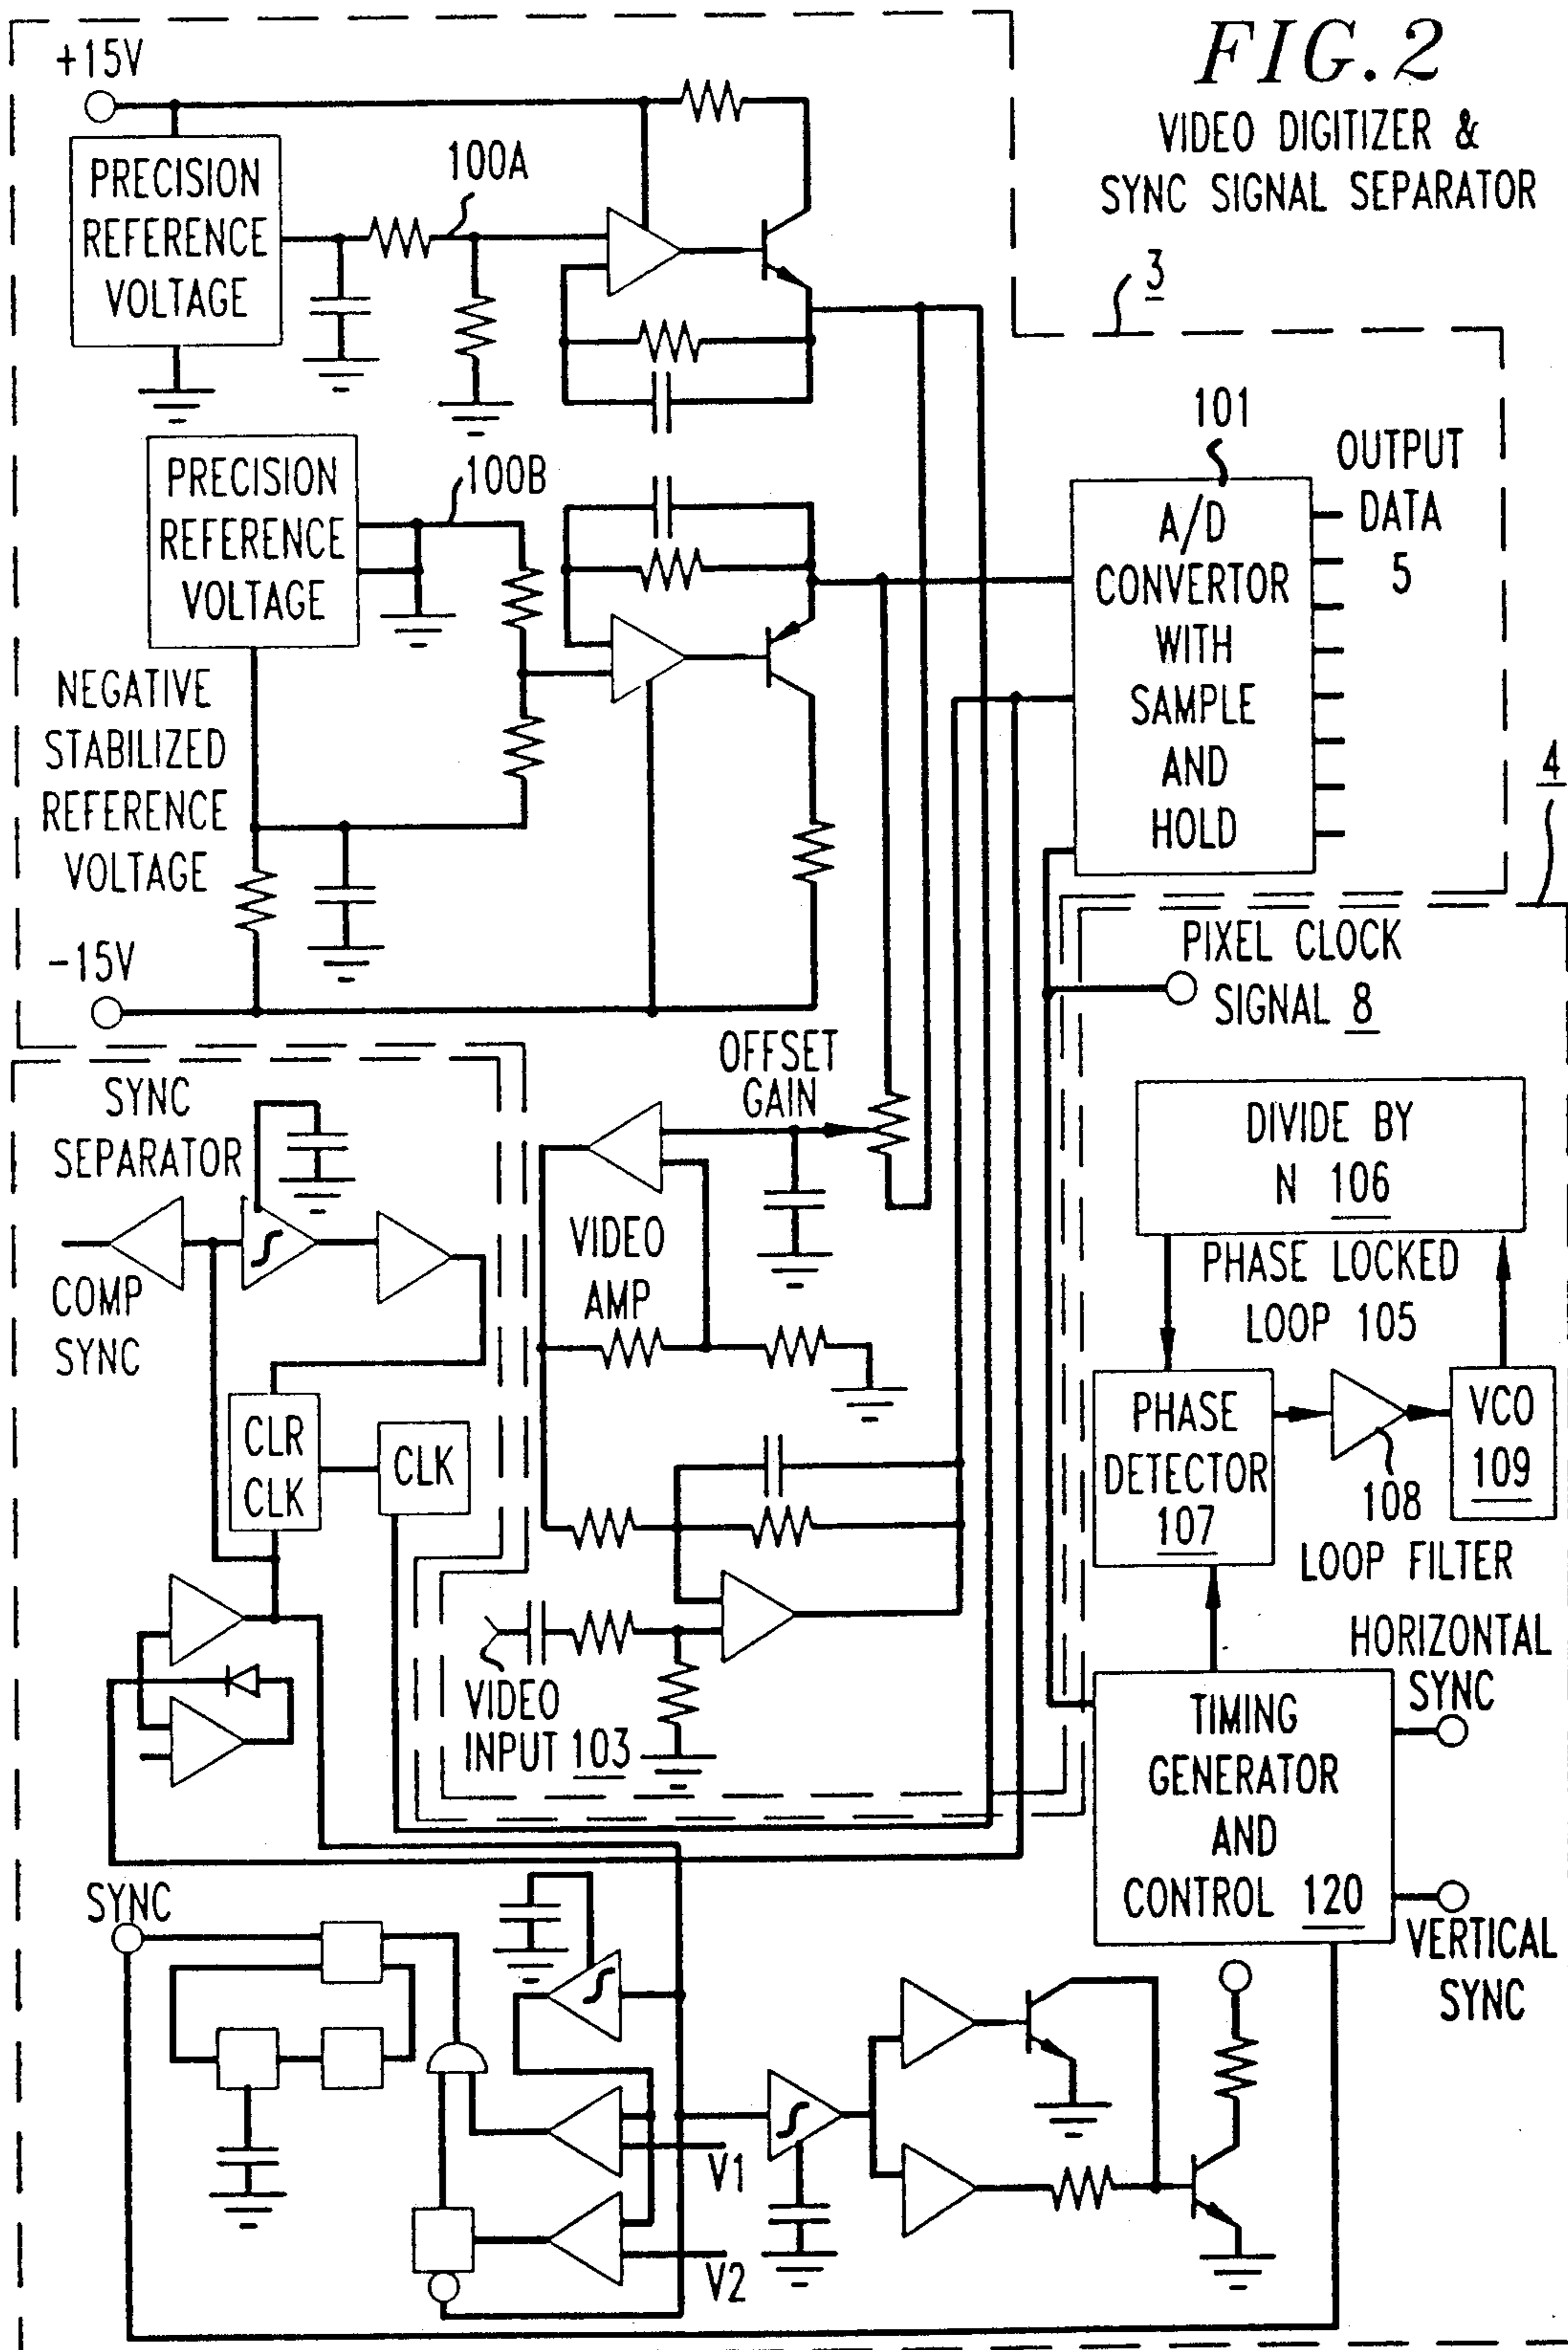 FIG. 2
VIDEO DIGITIZER &
SYNC SIGNAL SEPARATOR
+15V
PRECISION
REFERENCE
VOLTAGE
100A
3
PRECISION
REFERENCE
VOLTAGE
100B
101
A/D
CONVERTOR
WITH
SAMPLE
AND
HOLD
OUTPUT
DATA
5
NEGATIVE
STABILIZED
REFERENCE
VOLTAGE
-15V
4
PIXEL CLOCK
SIGNAL 8
OFFSET
GAIN
SYNC
SEPARATOR
COMP
SYNC
VIDEO
AMP
DIVIDE BY
N 106
PHASE LOCKED
LOOP 105
PHASE
DETECTOR
107
VCO
109
108
LOOP FILTER
CLR
CLK
CLK
VIDEO
INPUT 103
HORIZONTAL
SYNC
TIMING
GENERATOR
AND
CONTROL 120
VERTICAL
SYNC
SYNC
V1
V2